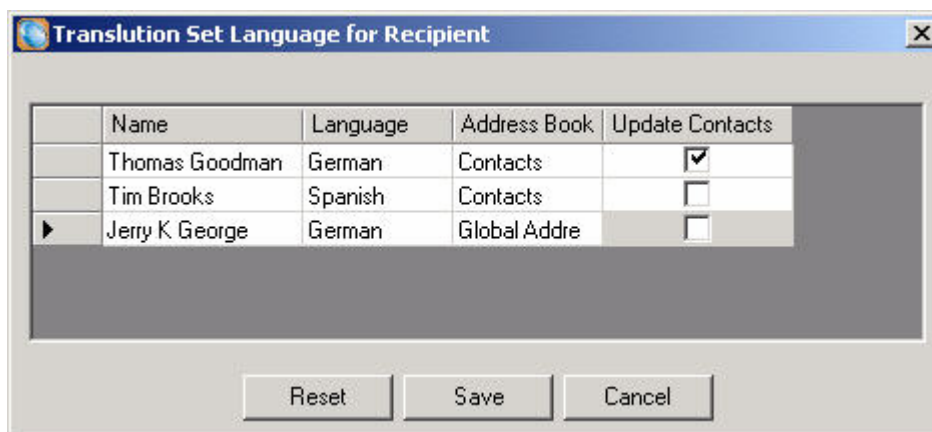 Translution Set Language for Recipient
Name Language Address Book Update Contacts
Thomas Goodman German Contacts
Tim Brooks Spanish Contacts
Jerry K George German Global Addre
Reset Save Cancel